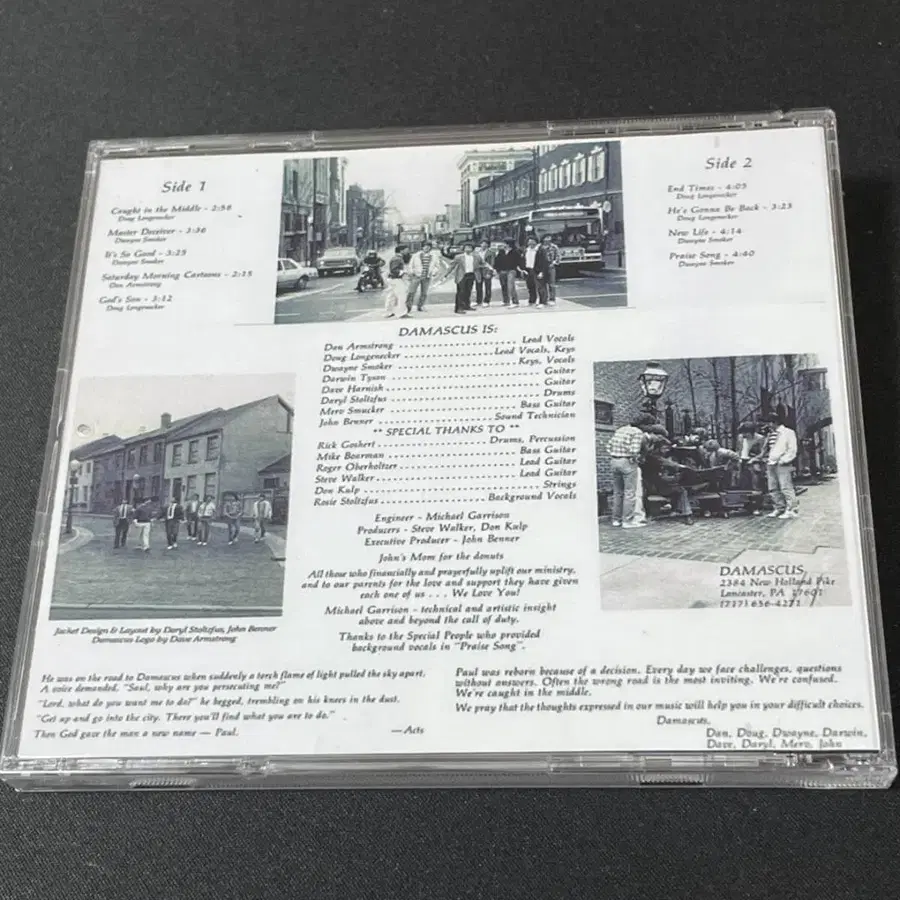 Side 1
Caught in the Middle - 2:58
Doug Longenecker
Master Deceiver - 3:36
Dwayne Smoker
It's So Good - 3:25
Dwayne Smoker
Saturday Morning Cartoons - 2:15
Don Armstrong
God's Son - 3:12
Doug Longenecker
Side 2
End Times - 4:05
Doug Longenecker
He's Gonna Be Back - 3:23
Doug Longenecker
New Life - 4:14
Dwayne Smoker
Praise Song - 4:40
Dwayne Smoker
DAMASCUS IS:
Dan Armstrong Lead Vocals
Doug Longenecker Lead Vocals, Keys
Dwayne Smoker Keys, Vocals
Darwin Tyson Guitar
Dave Harnish Guitar
Daryl Stoltzfus Drums
Merv Smucker Bass Guitar
John Benner Sound Technician
** SPECIAL THANKS TO **
Rick Goshert Drums, Percussion
Mike Boarman Bass Guitar
Roger Oberholtzer Lead Guitar
Steve Walker Lead Guitar
Don Kulp Strings
Rosie Stoltzfus Background Vocals
Engineer - Michael Garrison
Producers - Steve Walker, Don Kulp
Executive Producer - John Benner
John's Mom for the donuts
All those who financially and prayerfully uplift our ministry,
and to our parents for the love and support they have given
each one of us . . . We Love You!
Michael Garrison - technical and artistic insight
above and beyond the call of duty.
Thanks to the Special People who provided
background vocals in "Praise Song".
DAMASCUS,
2384 New Holland Pike
Lancaster, PA 17601
(717) 656-4271
Jacket Design & Layout by Daryl Stoltzfus, John Benner
Damascus Logo by Dave Armstrong
He was on the road to Damascus when suddenly a torch flame of light pulled the sky apart.
A voice demanded, "Saul, why are you persecuting me?"
"Lord, what do you want me to do?" he begged, trembling on his knees in the dust.
"Get up and go into the city. There you'll find what you are to do."
Then God gave the man a new name — Paul.
—Acts
Paul was reborn because of a decision. Every day we face challenges, questions
without answers. Often the wrong road is the most inviting. We're confused.
We're caught in the middle.
We pray that the thoughts expressed in our music will help you in your difficult choices.
Damascus,
Dan, Doug, Dwayne, Darwin,
Dave, Daryl, Merv, John